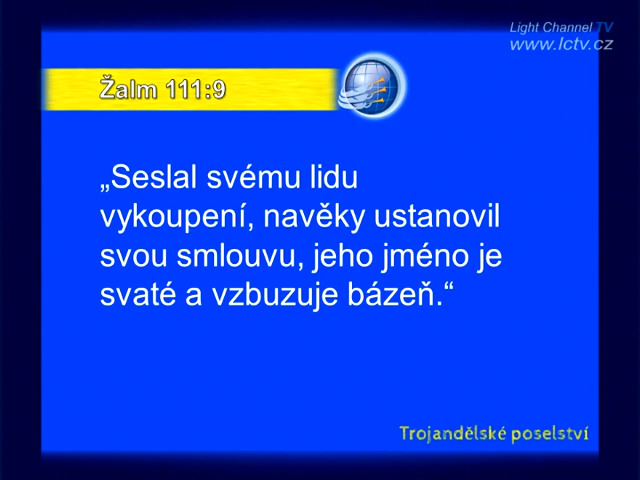 Light Channel TV
www.lctv.cz
Žalm 111:9
„Seslal svému lidu
vykoupení, navěky ustanovil
svou smlouvu, jeho jméno je
svaté a vzbuzuje bázeň.“
Trojandělské poselství